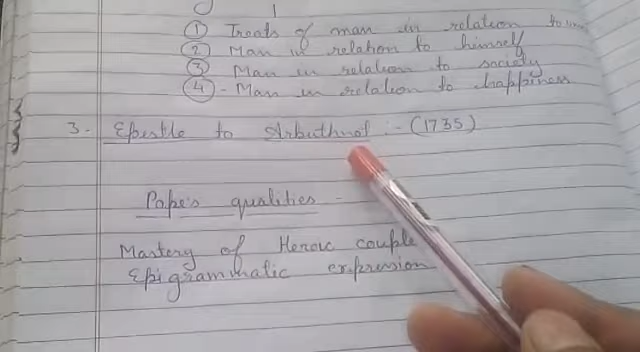 ① Treats of man in relation to
② Man in relation to himself
③ Man in relation to society
④ - Man in relation to happiness
3 - Epistle to Arbuthnot :- (1735)
Pope's qualities -
Mastery of Heroic couple
Epigrammatic expression